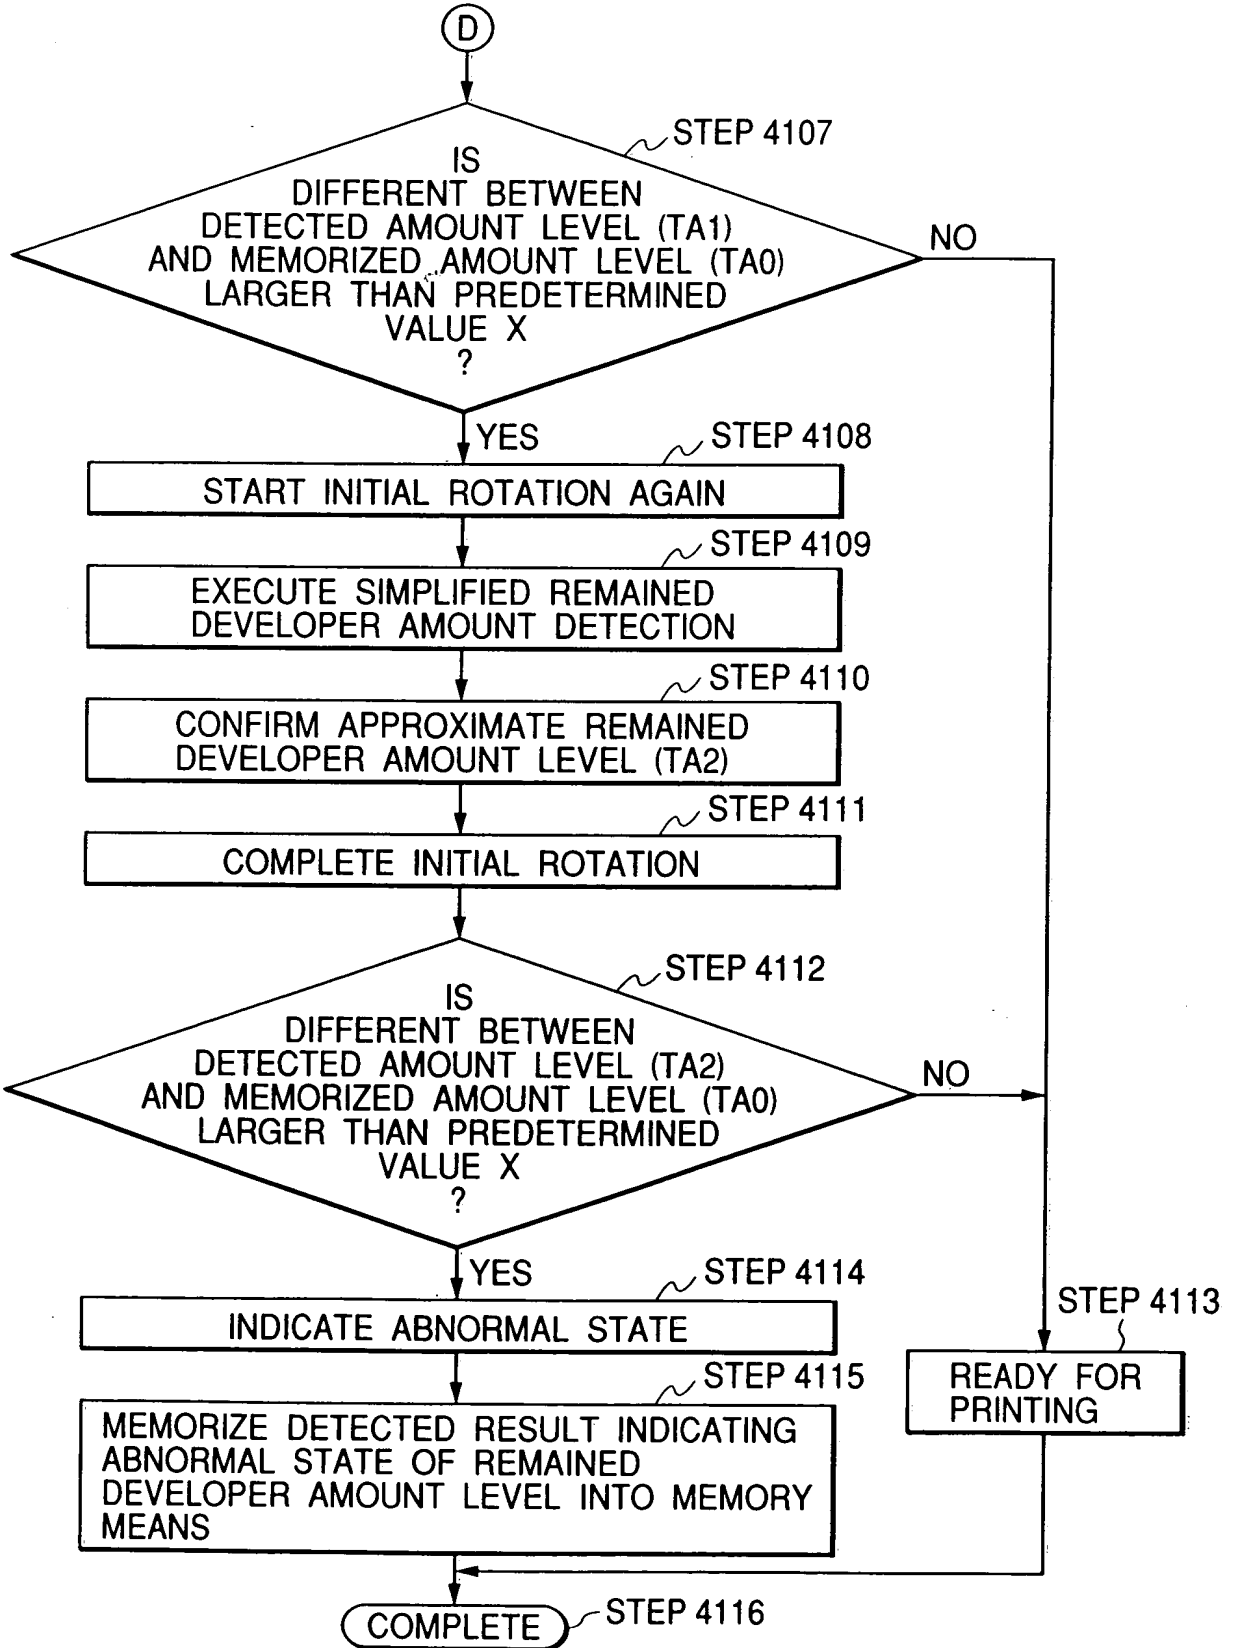 D
STEP 4107
IS
DIFFERENT BETWEEN
DETECTED AMOUNT LEVEL (TA1)
AND MEMORIZED AMOUNT LEVEL (TA0)
LARGER THAN PREDETERMINED
VALUE X
?
NO
YES
STEP 4108
START INITIAL ROTATION AGAIN
STEP 4109
EXECUTE SIMPLIFIED REMAINED
DEVELOPER AMOUNT DETECTION
STEP 4110
CONFIRM APPROXIMATE REMAINED
DEVELOPER AMOUNT LEVEL (TA2)
STEP 4111
COMPLETE INITIAL ROTATION
STEP 4112
IS
DIFFERENT BETWEEN
DETECTED AMOUNT LEVEL (TA2)
AND MEMORIZED AMOUNT LEVEL (TA0)
LARGER THAN PREDETERMINED
VALUE X
?
NO
YES
STEP 4114
INDICATE ABNORMAL STATE
STEP 4113
READY FOR
PRINTING
STEP 4115
MEMORIZE DETECTED RESULT INDICATING
ABNORMAL STATE OF REMAINED
DEVELOPER AMOUNT LEVEL INTO MEMORY
MEANS
COMPLETE
STEP 4116